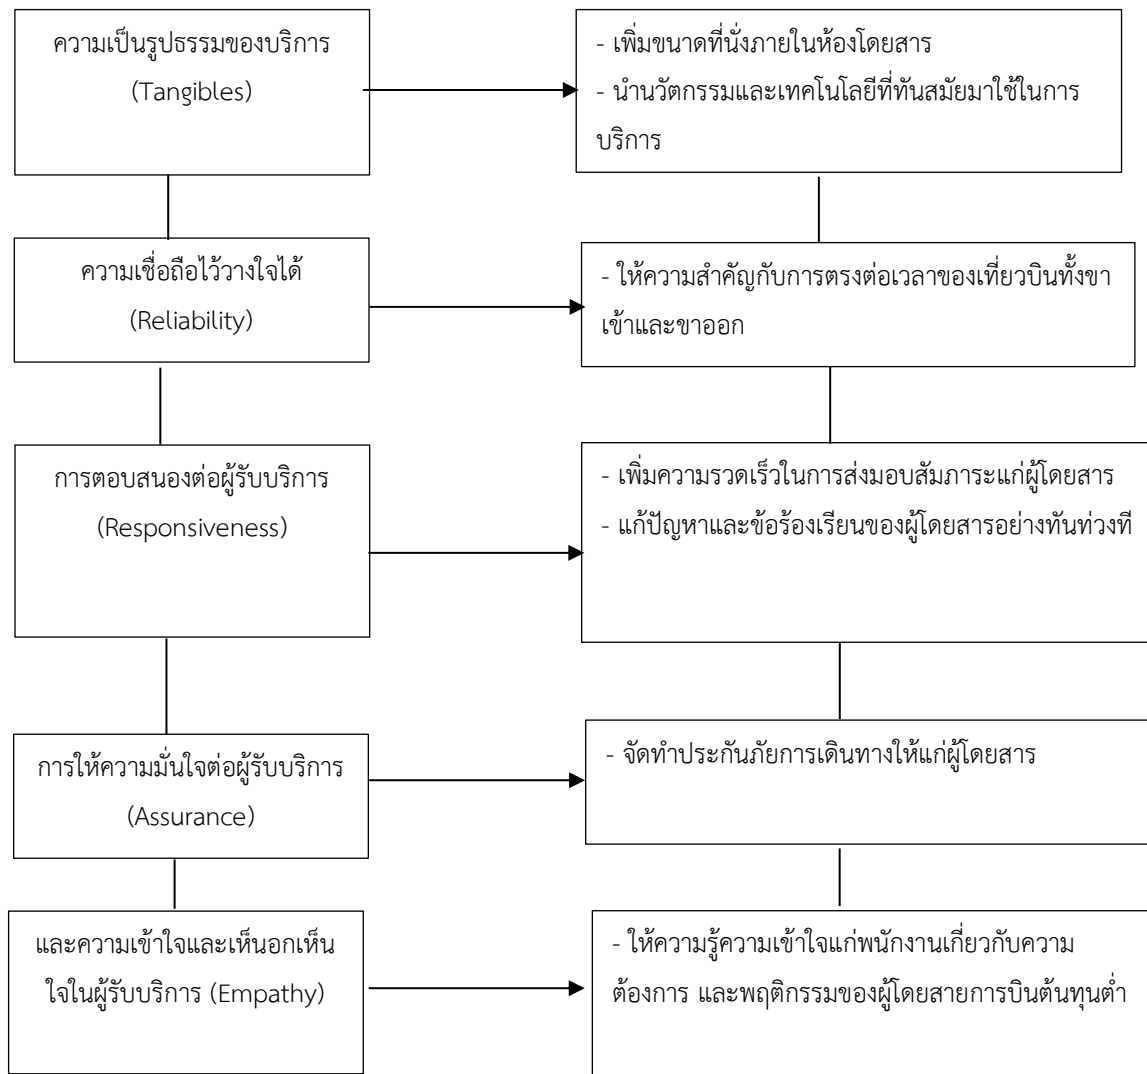 ความเป็นรูปธรรมของบริการ
(Tangibles)
- เพิ่มขนาดที่นั่งภายในห้องโดยสาร
- นำนวัตกรรมและเทคโนโลยีที่ทันสมัยมาใช้ในการ
บริการ
ความเชื่อถือไว้วางใจได้
(Reliability)
- ให้ความสำคัญกับการตรงต่อเวลาของเที่ยวบินทั้งขา
เข้าและขาออก
การตอบสนองต่อผู้รับบริการ
(Responsiveness)
- เพิ่มความรวดเร็วในการส่งมอบสัมภาระแก่ผู้โดยสาร
- แก้ปัญหาและข้อร้องเรียนของผู้โดยสารอย่างทันท่วงที
การให้ความมั่นใจต่อผู้รับบริการ
(Assurance)
- จัดทำประกันภัยการเดินทางให้แก่ผู้โดยสาร
และความเข้าใจและเห็นอกเห็น
ใจในผู้รับบริการ (Empathy)
- ให้ความรู้ความเข้าใจแก่พนักงานเกี่ยวกับความ
ต้องการ และพฤติกรรมของผู้โดยสายการบินต้นทุนต่ำ